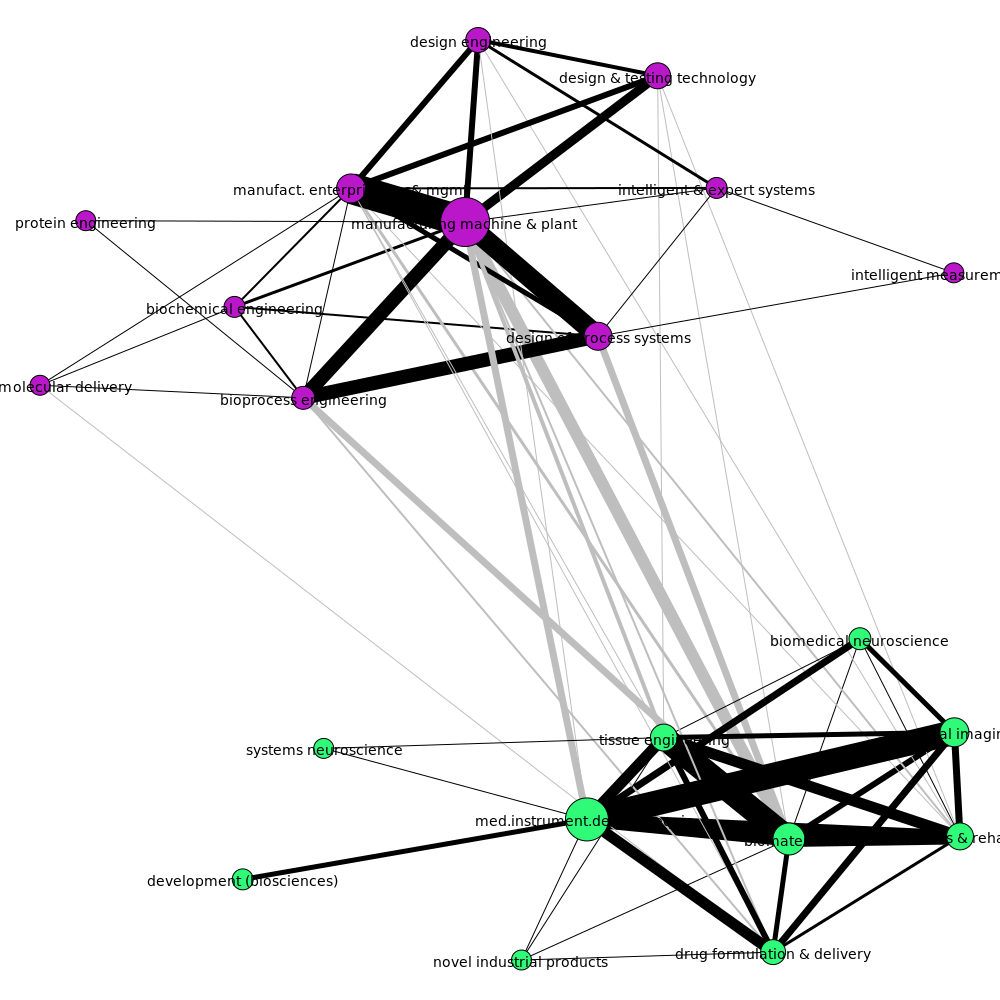 design engineering
design & testing technology
manufact. enterpr & mgm
intelligent & expert systems
protein engineering
manufacturing machine & plant
intelligent measurem
biochemical engineering
design of process systems
molecular delivery
bioprocess engineering
biomedical neuroscience
al imagin
tissue engineering
systems neuroscience
med.instrument.de
biomate
s & reha
development (biosciences)
drug formulation & delivery
novel industrial products